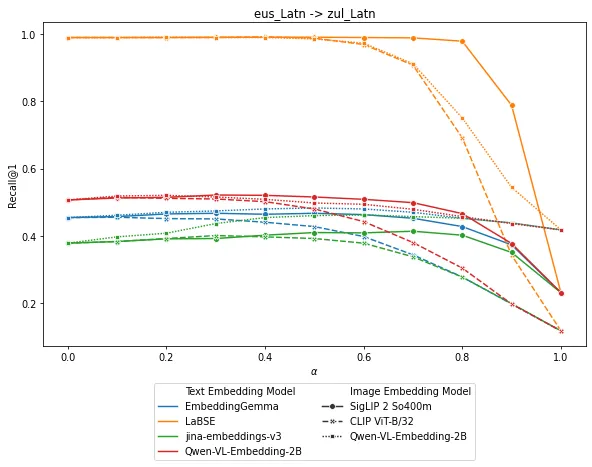 eus_Latn -> zul_Latn
1.0
0.8
0.6
0.4
0.2
Recall@1
0.0 0.2 0.4 0.6 0.8 1.0
α
Text Embedding Model Image Embedding Model
EmbeddingGemma SigLIP 2 So400m
LaBSE CLIP ViT-B/32
jina-embeddings-v3 Qwen-VL-Embedding-2B
Qwen-VL-Embedding-2B